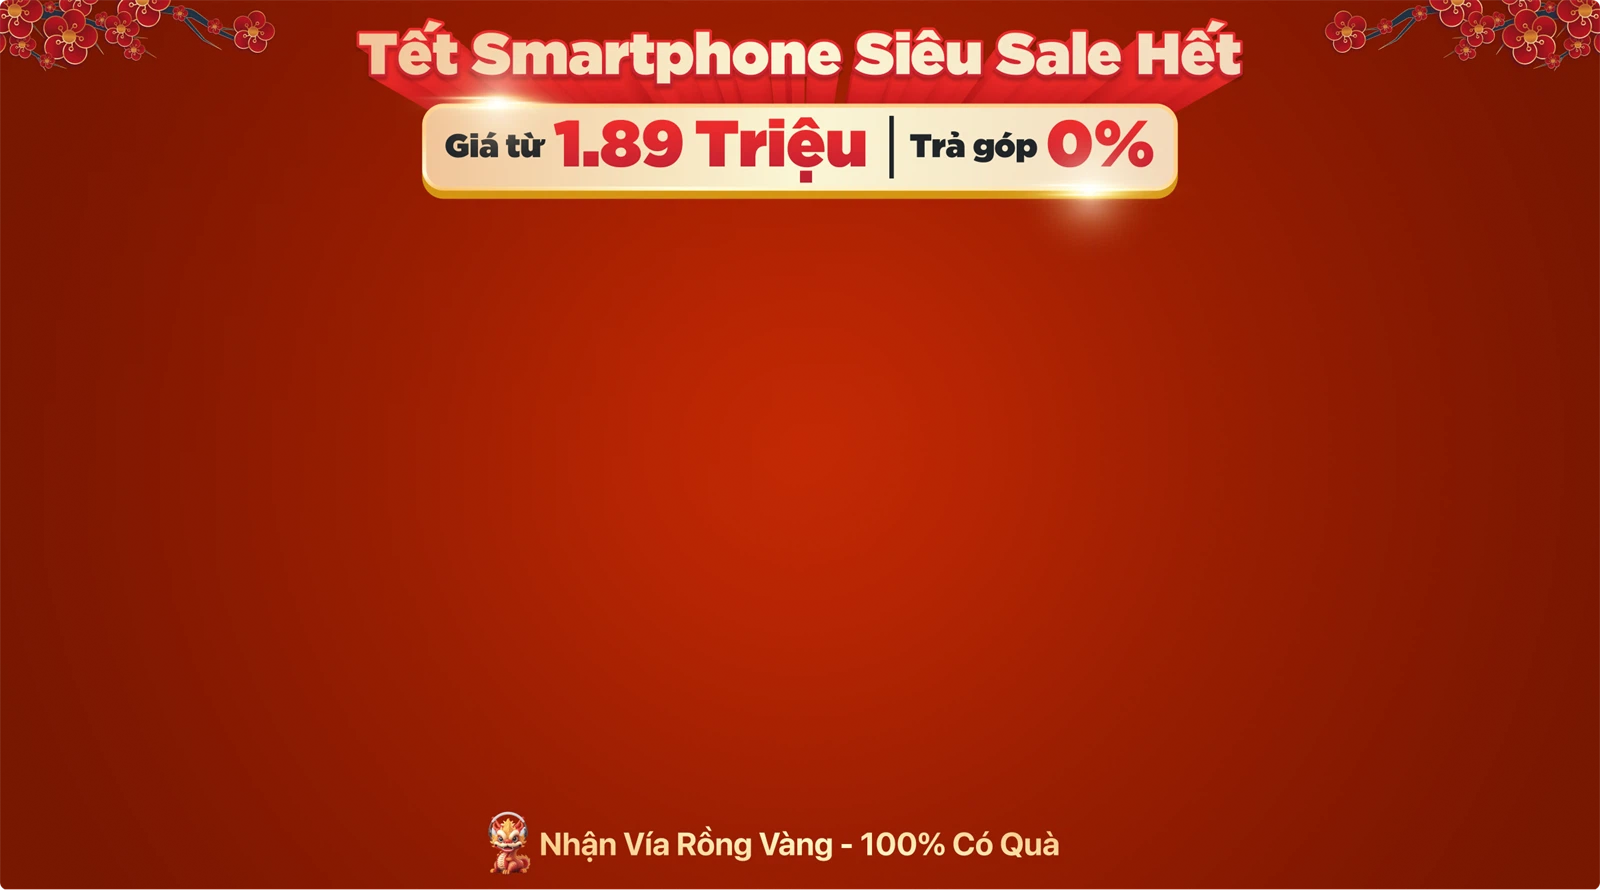 Tết Smartphone Siêu Sale Hết
Giá từ 1.89 Triệu | Trả góp 0%
Nhận Vía Rồng Vàng - 100% Có Quà